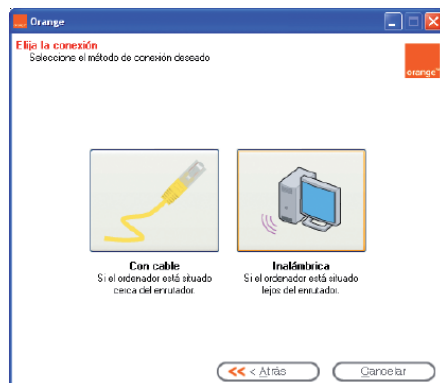 Orange
Elija la conexión
Seleccione el método de conexión deseado
orange™
Con cable
Si el ordenador está situado
cerca del enrutador.
Inalámbrica
Si el ordenador está situado
lejos del enrutador.
<< < Atrás
Cancelar